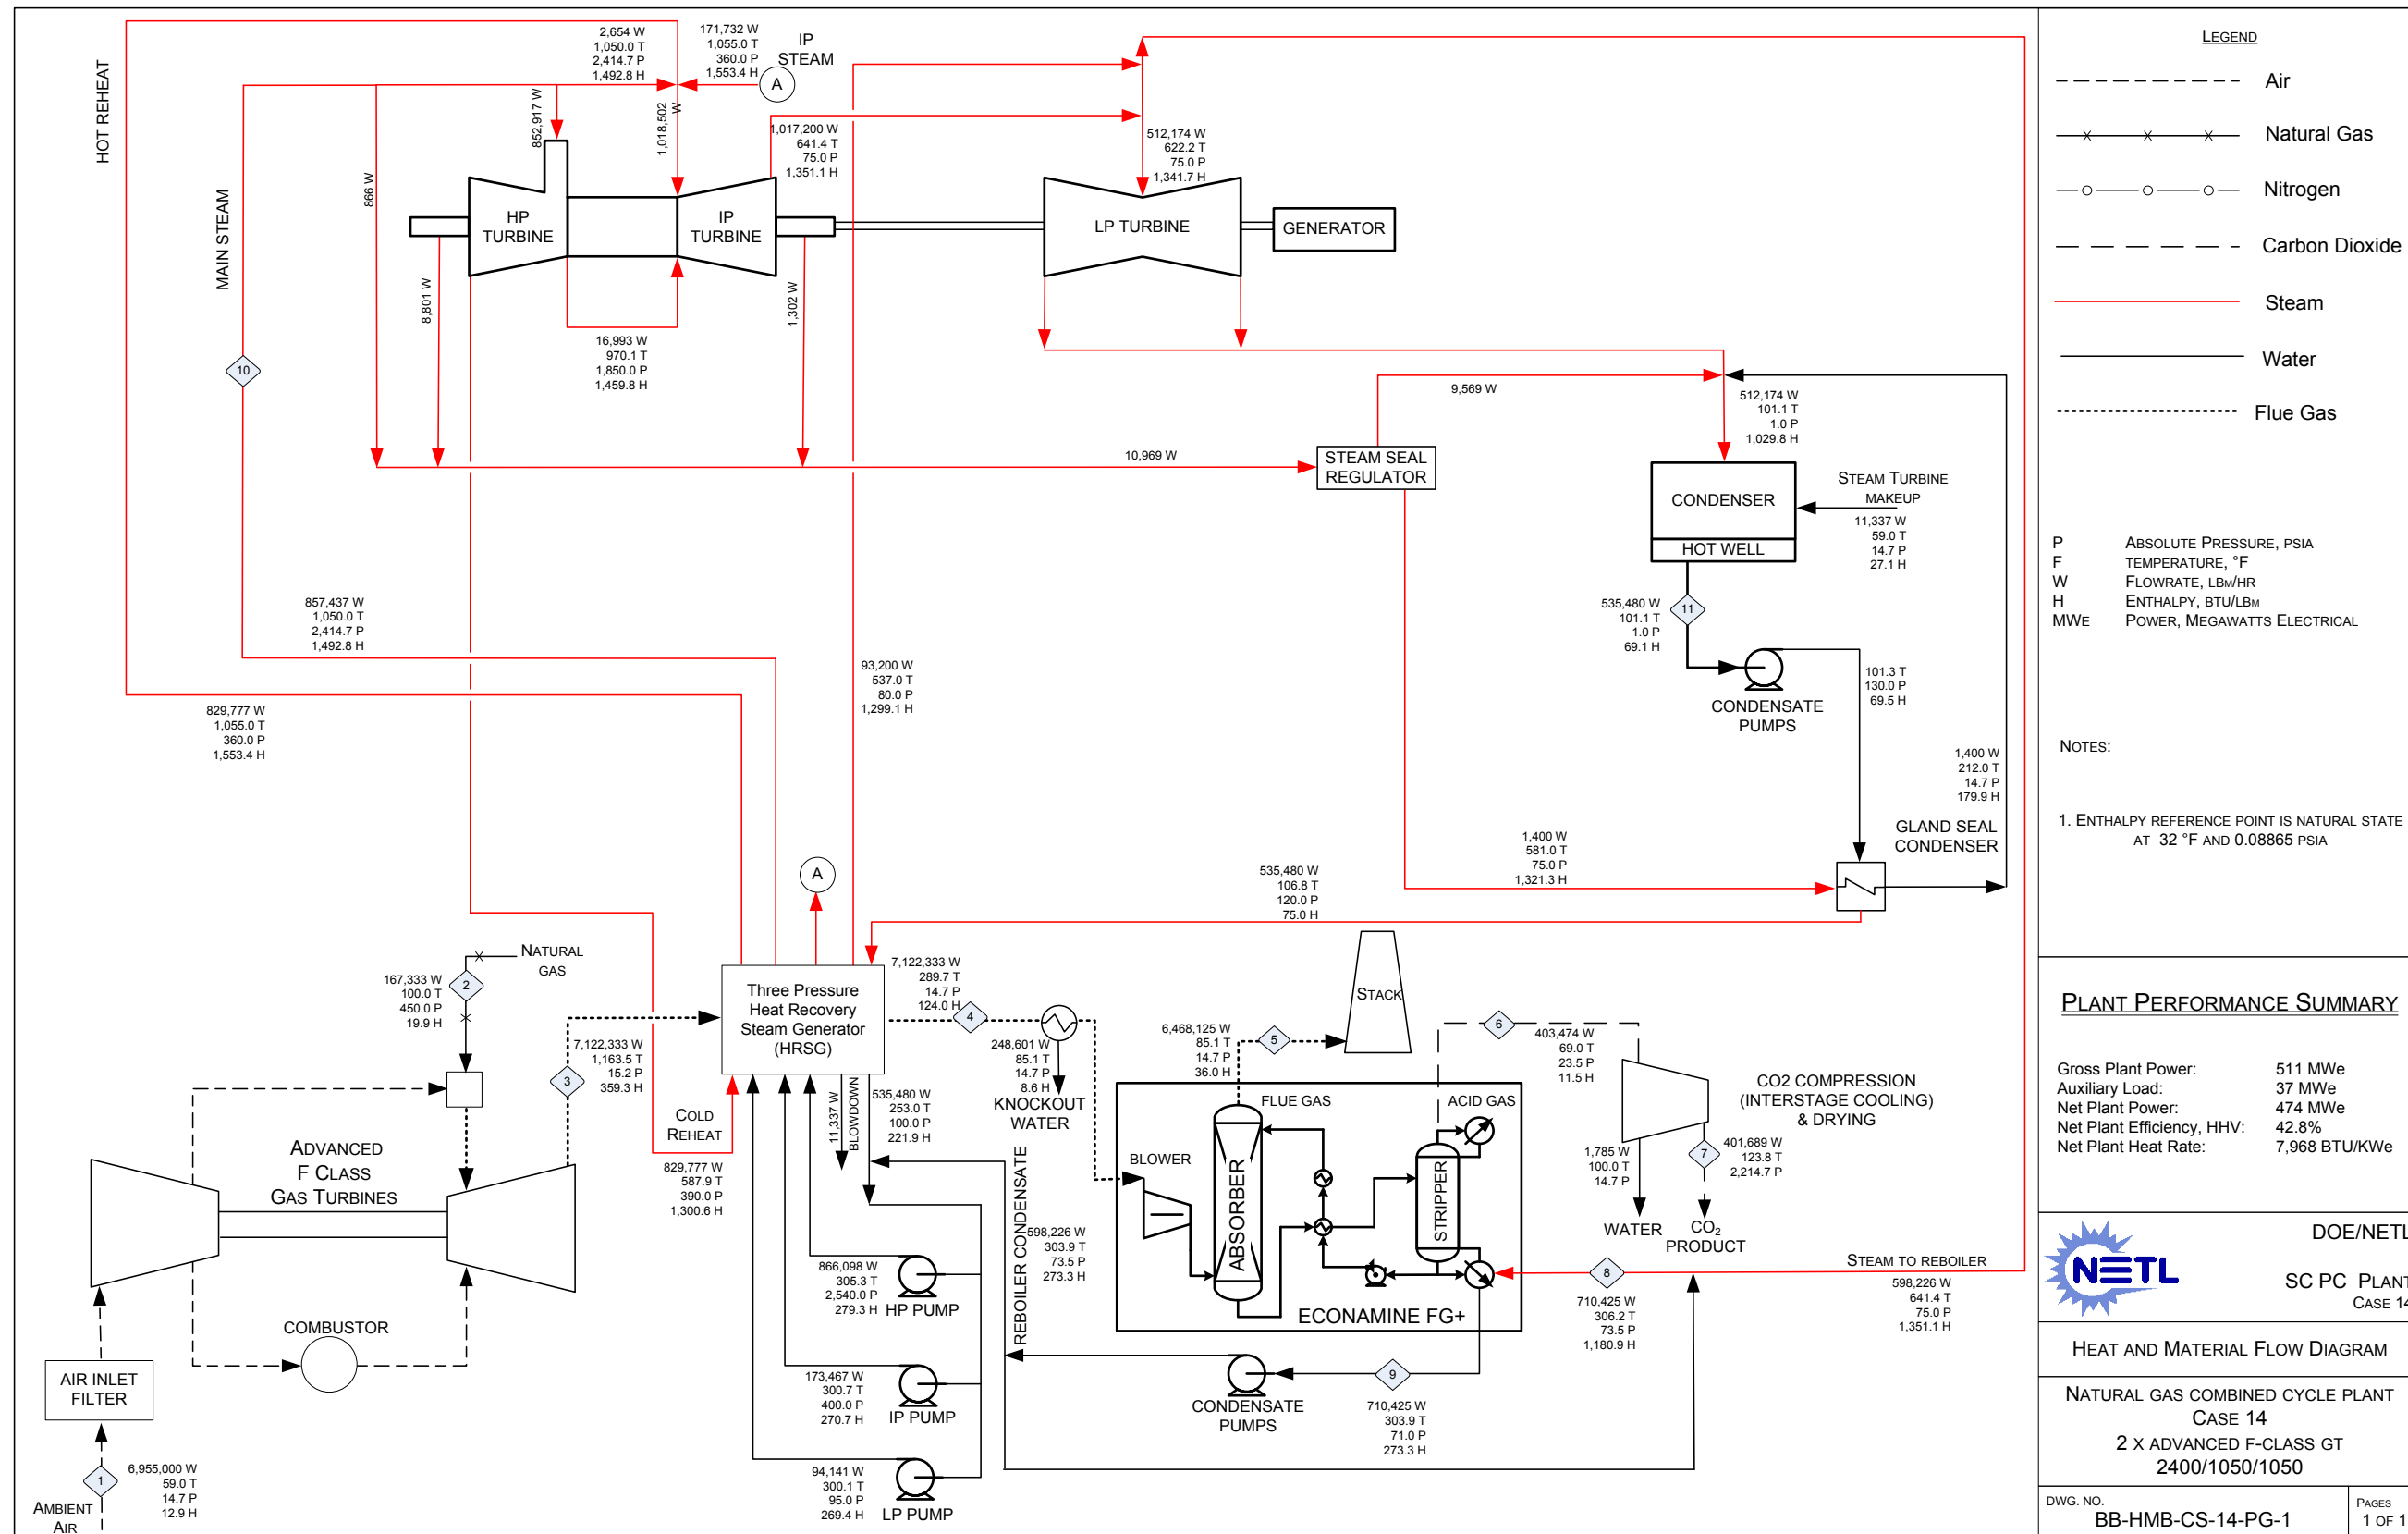 HOT REHEAT
MAIN STEAM
2,654 W
1,050.0 T
2,414.7 P
1,492.8 H
171,732 W
1,055.0 T
360.0 P
1,553.4 H
IP
STEAM
A
852,917 W
1,018,502
W
866 W
1,017,200 W
641.4 T
75.0 P
1,351.1 H
512,174 W
622.2 T
75.0 P
1,341.7 H
HP
TURBINE
IP
TURBINE
LP TURBINE
GENERATOR
8,801 W
1,302 W
16,993 W
970.1 T
1,850.0 P
1,459.8 H
10
9,569 W
512,174 W
101.1 T
1.0 P
1,029.8 H
10,969 W
STEAM SEAL
REGULATOR
CONDENSER
HOT WELL
STEAM TURBINE
MAKEUP
11,337 W
59.0 T
14.7 P
27.1 H
857,437 W
1,050.0 T
2,414.7 P
1,492.8 H
535,480 W
101.1 T
1.0 P
69.1 H
11
93,200 W
537.0 T
80.0 P
1,299.1 H
CONDENSATE
PUMPS
101.3 T
130.0 P
69.5 H
829,777 W
1,055.0 T
360.0 P
1,553.4 H
1,400 W
212.0 T
14.7 P
179.9 H
GLAND SEAL
CONDENSER
1,400 W
581.0 T
75.0 P
1,321.3 H
535,480 W
106.8 T
120.0 P
75.0 H
A
NATURAL
GAS
167,333 W
100.0 T
450.0 P
19.9 H
2
Three Pressure
Heat Recovery
Steam Generator
(HRSG)
7,122,333 W
289.7 T
14.7 P
124.0 H
4
7,122,333 W
1,163.5 T
15.2 P
359.3 H
3
248,601 W
85.1 T
14.7 P
8.6 H
KNOCKOUT
WATER
STACK
6,468,125 W
85.1 T
14.7 P
36.0 H
5
6
403,474 W
69.0 T
23.5 P
11.5 H
CO2 COMPRESSION
(INTERSTAGE COOLING)
& DRYING
COLD
REHEAT
829,777 W
587.9 T
390.0 P
1,300.6 H
11,337 W
BLOWDOWN
535,480 W
253.0 T
100.0 P
221.9 H
REBOILER CONDENSATE
598,226 W
303.9 T
73.5 P
273.3 H
FLUE GAS
ACID GAS
BLOWER
ABSORBER
STRIPPER
ECONAMINE FG+
1,785 W
100.0 T
14.7 P
7
401,689 W
123.8 T
2,214.7 P
WATER
CO2
PRODUCT
ADVANCED
F CLASS
GAS TURBINES
COMBUSTOR
AIR INLET
FILTER
1
6,955,000 W
59.0 T
14.7 P
12.9 H
AMBIENT
AIR
866,098 W
305.3 T
2,540.0 P
279.3 H
HP PUMP
173,467 W
300.7 T
400.0 P
270.7 H
IP PUMP
94,141 W
300.1 T
95.0 P
269.4 H
LP PUMP
CONDENSATE
PUMPS
9
710,425 W
303.9 T
71.0 P
273.3 H
8
710,425 W
306.2 T
73.5 P
1,180.9 H
STEAM TO REBOILER
598,226 W
641.4 T
75.0 P
1,351.1 H
LEGEND
Air
Natural Gas
Nitrogen
Carbon Dioxide
Steam
Water
Flue Gas
P ABSOLUTE PRESSURE, PSIA
F TEMPERATURE, °F
W FLOWRATE, LBM/HR
H ENTHALPY, BTU/LBM
MWE POWER, MEGAWATTS ELECTRICAL
NOTES:
1. ENTHALPY REFERENCE POINT IS NATURAL STATE
AT 32 °F AND 0.08865 PSIA
PLANT PERFORMANCE SUMMARY
Gross Plant Power: 511 MWe
Auxiliary Load: 37 MWe
Net Plant Power: 474 MWe
Net Plant Efficiency, HHV: 42.8%
Net Plant Heat Rate: 7,968 BTU/KWe
NETL
DOE/NETL
SC PC PLANT
CASE 14
HEAT AND MATERIAL FLOW DIAGRAM
NATURAL GAS COMBINED CYCLE PLANT
CASE 14
2 X ADVANCED F-CLASS GT
2400/1050/1050
DWG. NO.
BB-HMB-CS-14-PG-1
PAGES
1 OF 1